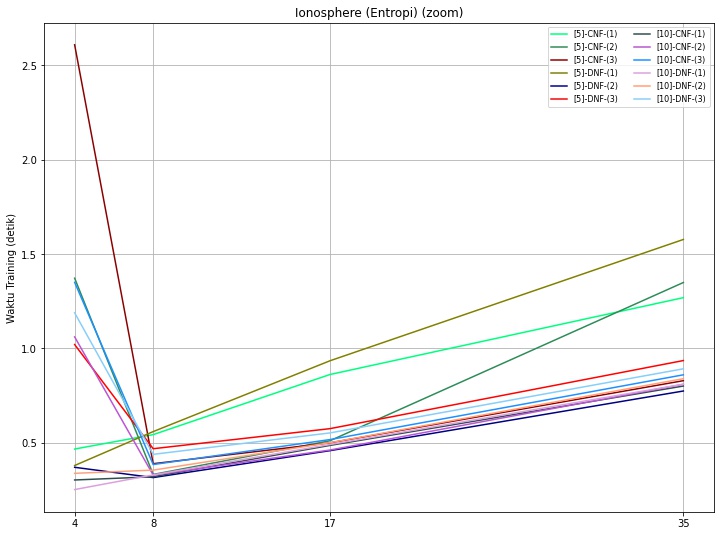 Ionosphere (Entropi) (zoom)
[5]-CNF-(1) [10]-CNF-(1)
[5]-CNF-(2) [10]-CNF-(2)
[5]-CNF-(3) [10]-CNF-(3)
[5]-DNF-(1) [10]-DNF-(1)
[5]-DNF-(2) [10]-DNF-(2)
[5]-DNF-(3) [10]-DNF-(3)
Waktu Training (detik)
2.5
2.0
1.5
1.0
0.5
4 8 17 35